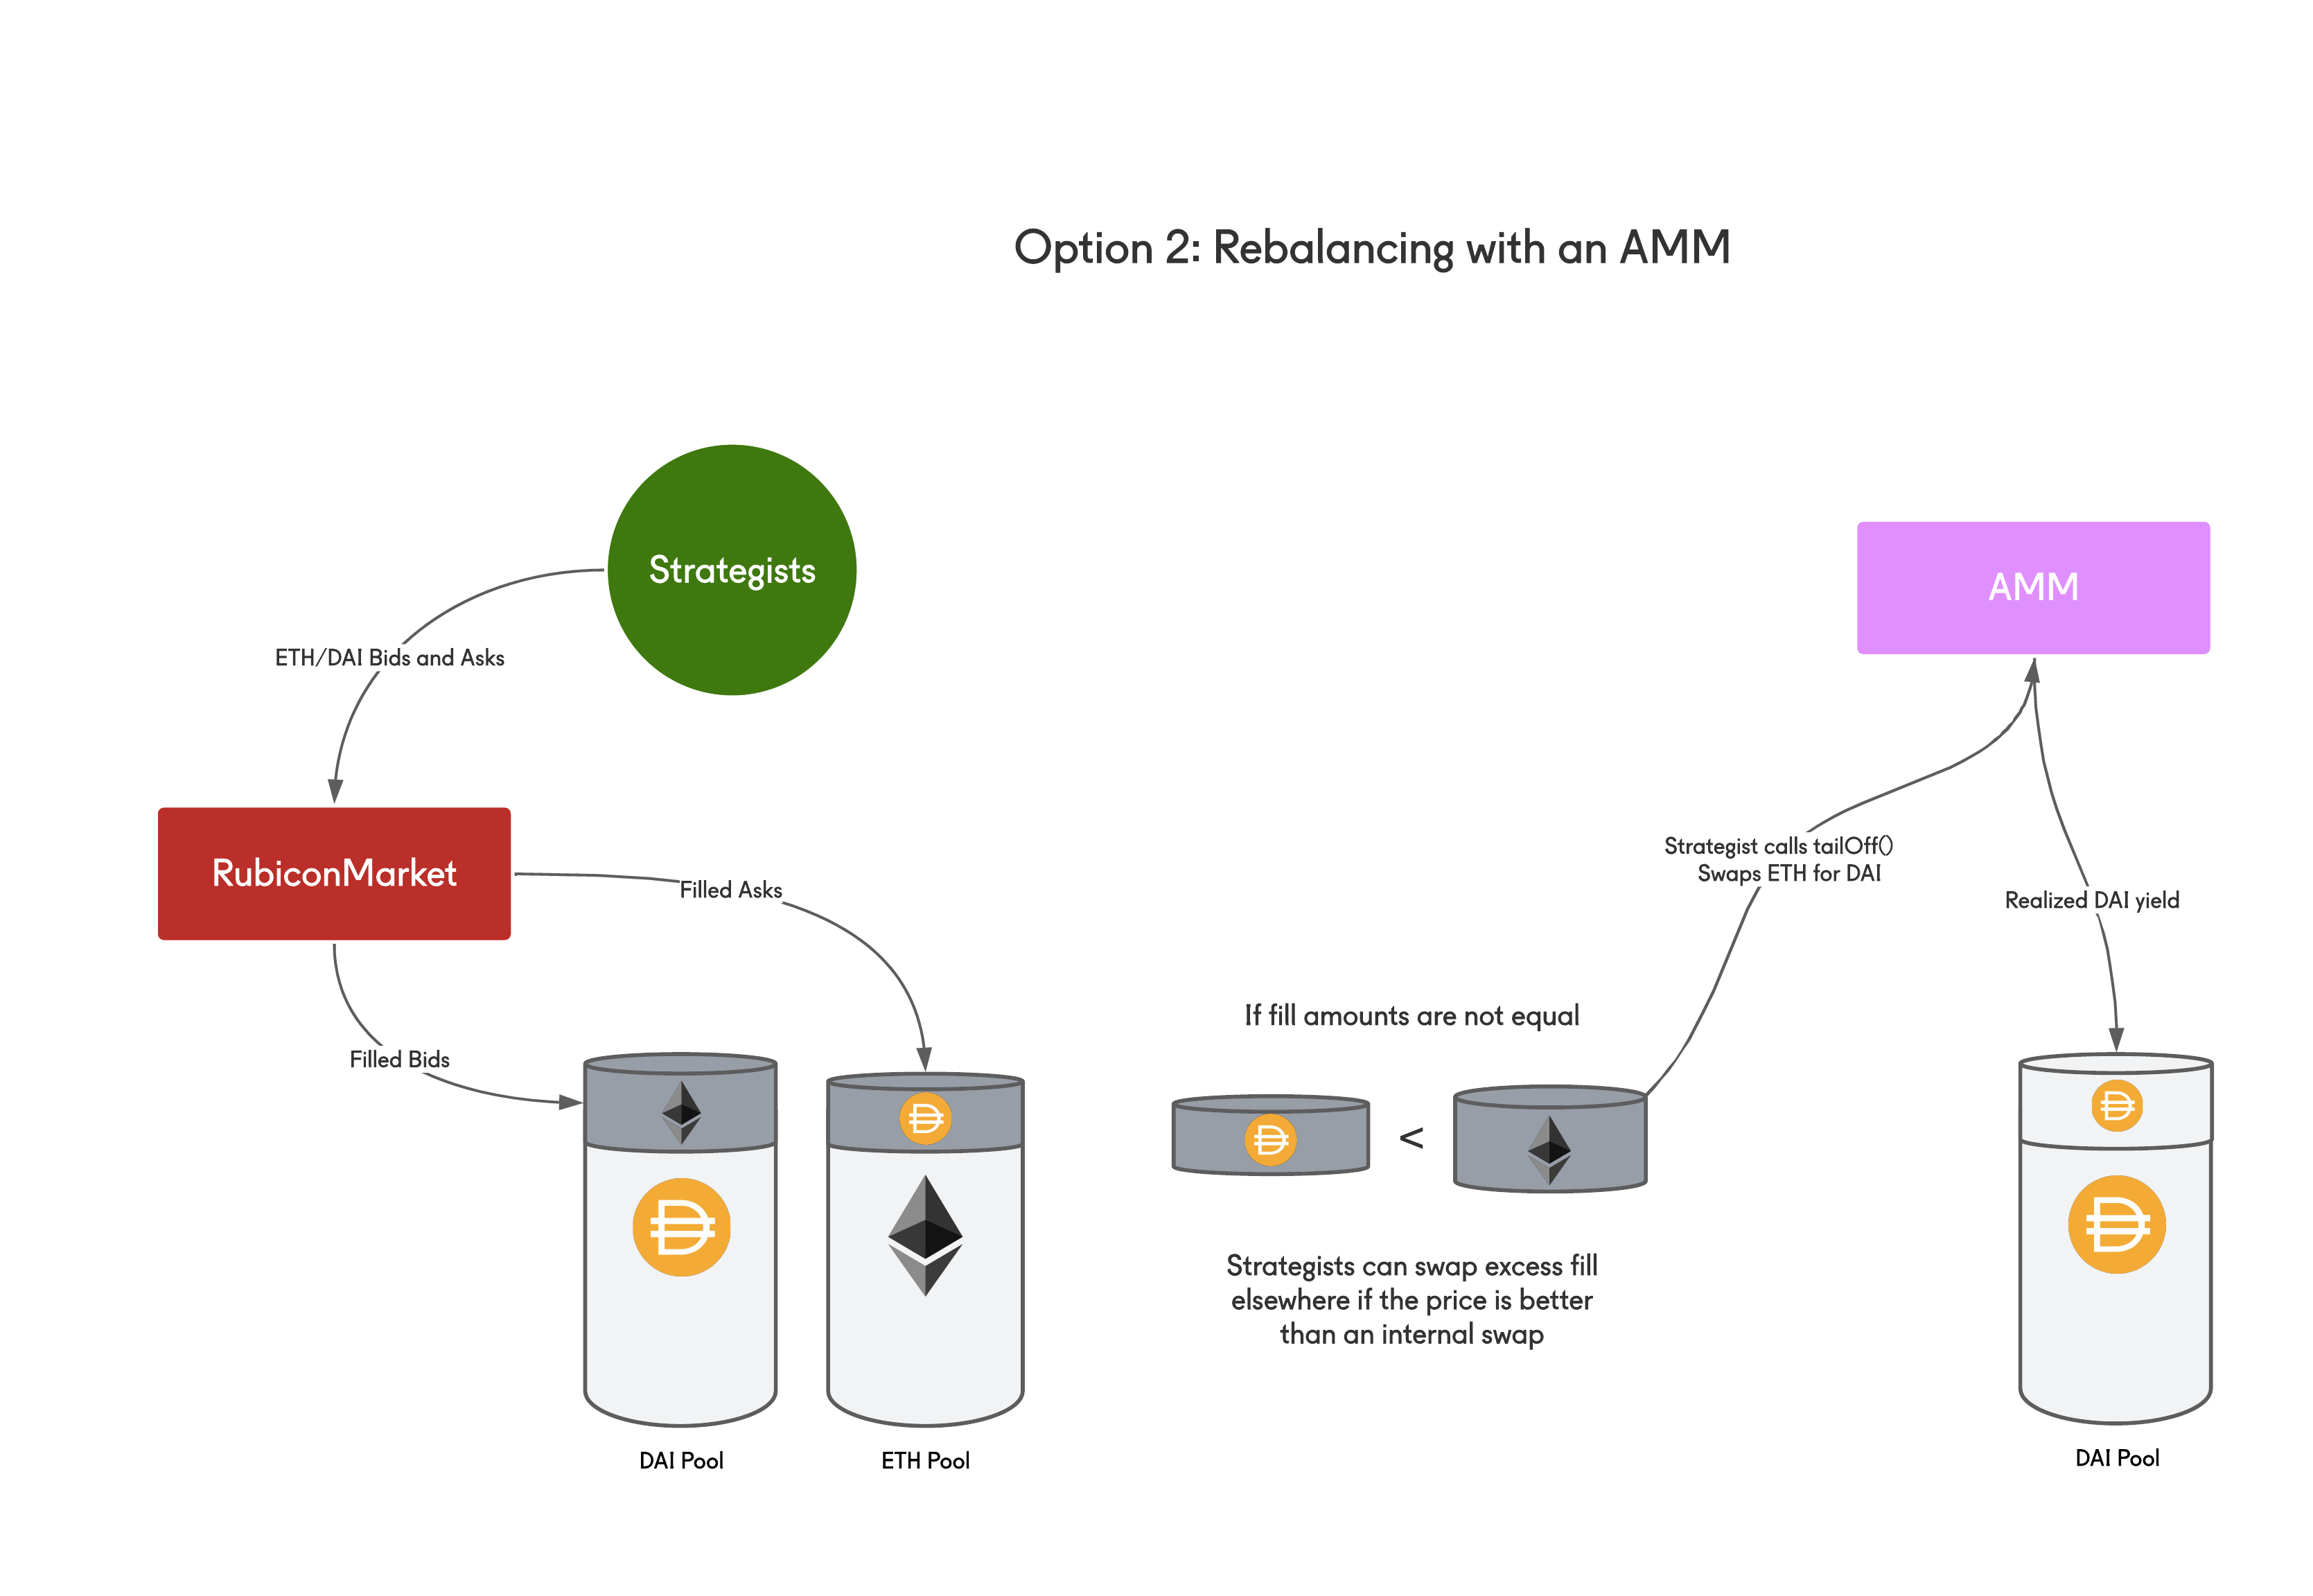 Option 2: Rebalancing with an AMM
Strategists
AMM
ETH/DAI Bids and Asks
RubiconMarket
Filled Asks
Strategist calls tailOff()
Swaps ETH for DAI
Realized DAI yield
If fill amounts are not equal
Filled Bids
<
Strategists can swap excess fill
elsewhere if the price is better
than an internal swap
DAI Pool
ETH Pool
DAI Pool